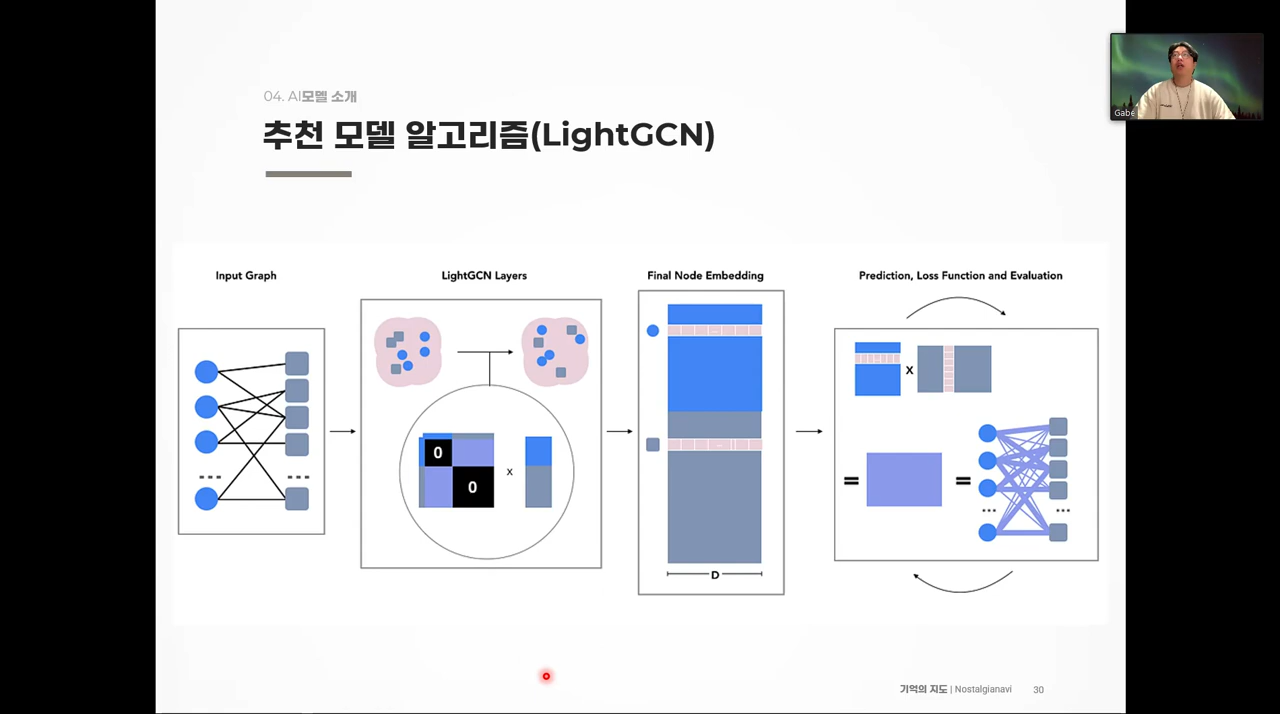 04. AI모델 소개
추천 모델 알고리즘(LightGCN)
Input Graph
LightGCN Layers
Final Node Embedding
Prediction, Loss Function and Evaluation
0
x
0
D
x
=
=
기억의 지도 | Nostalgianavi
30
Gabe